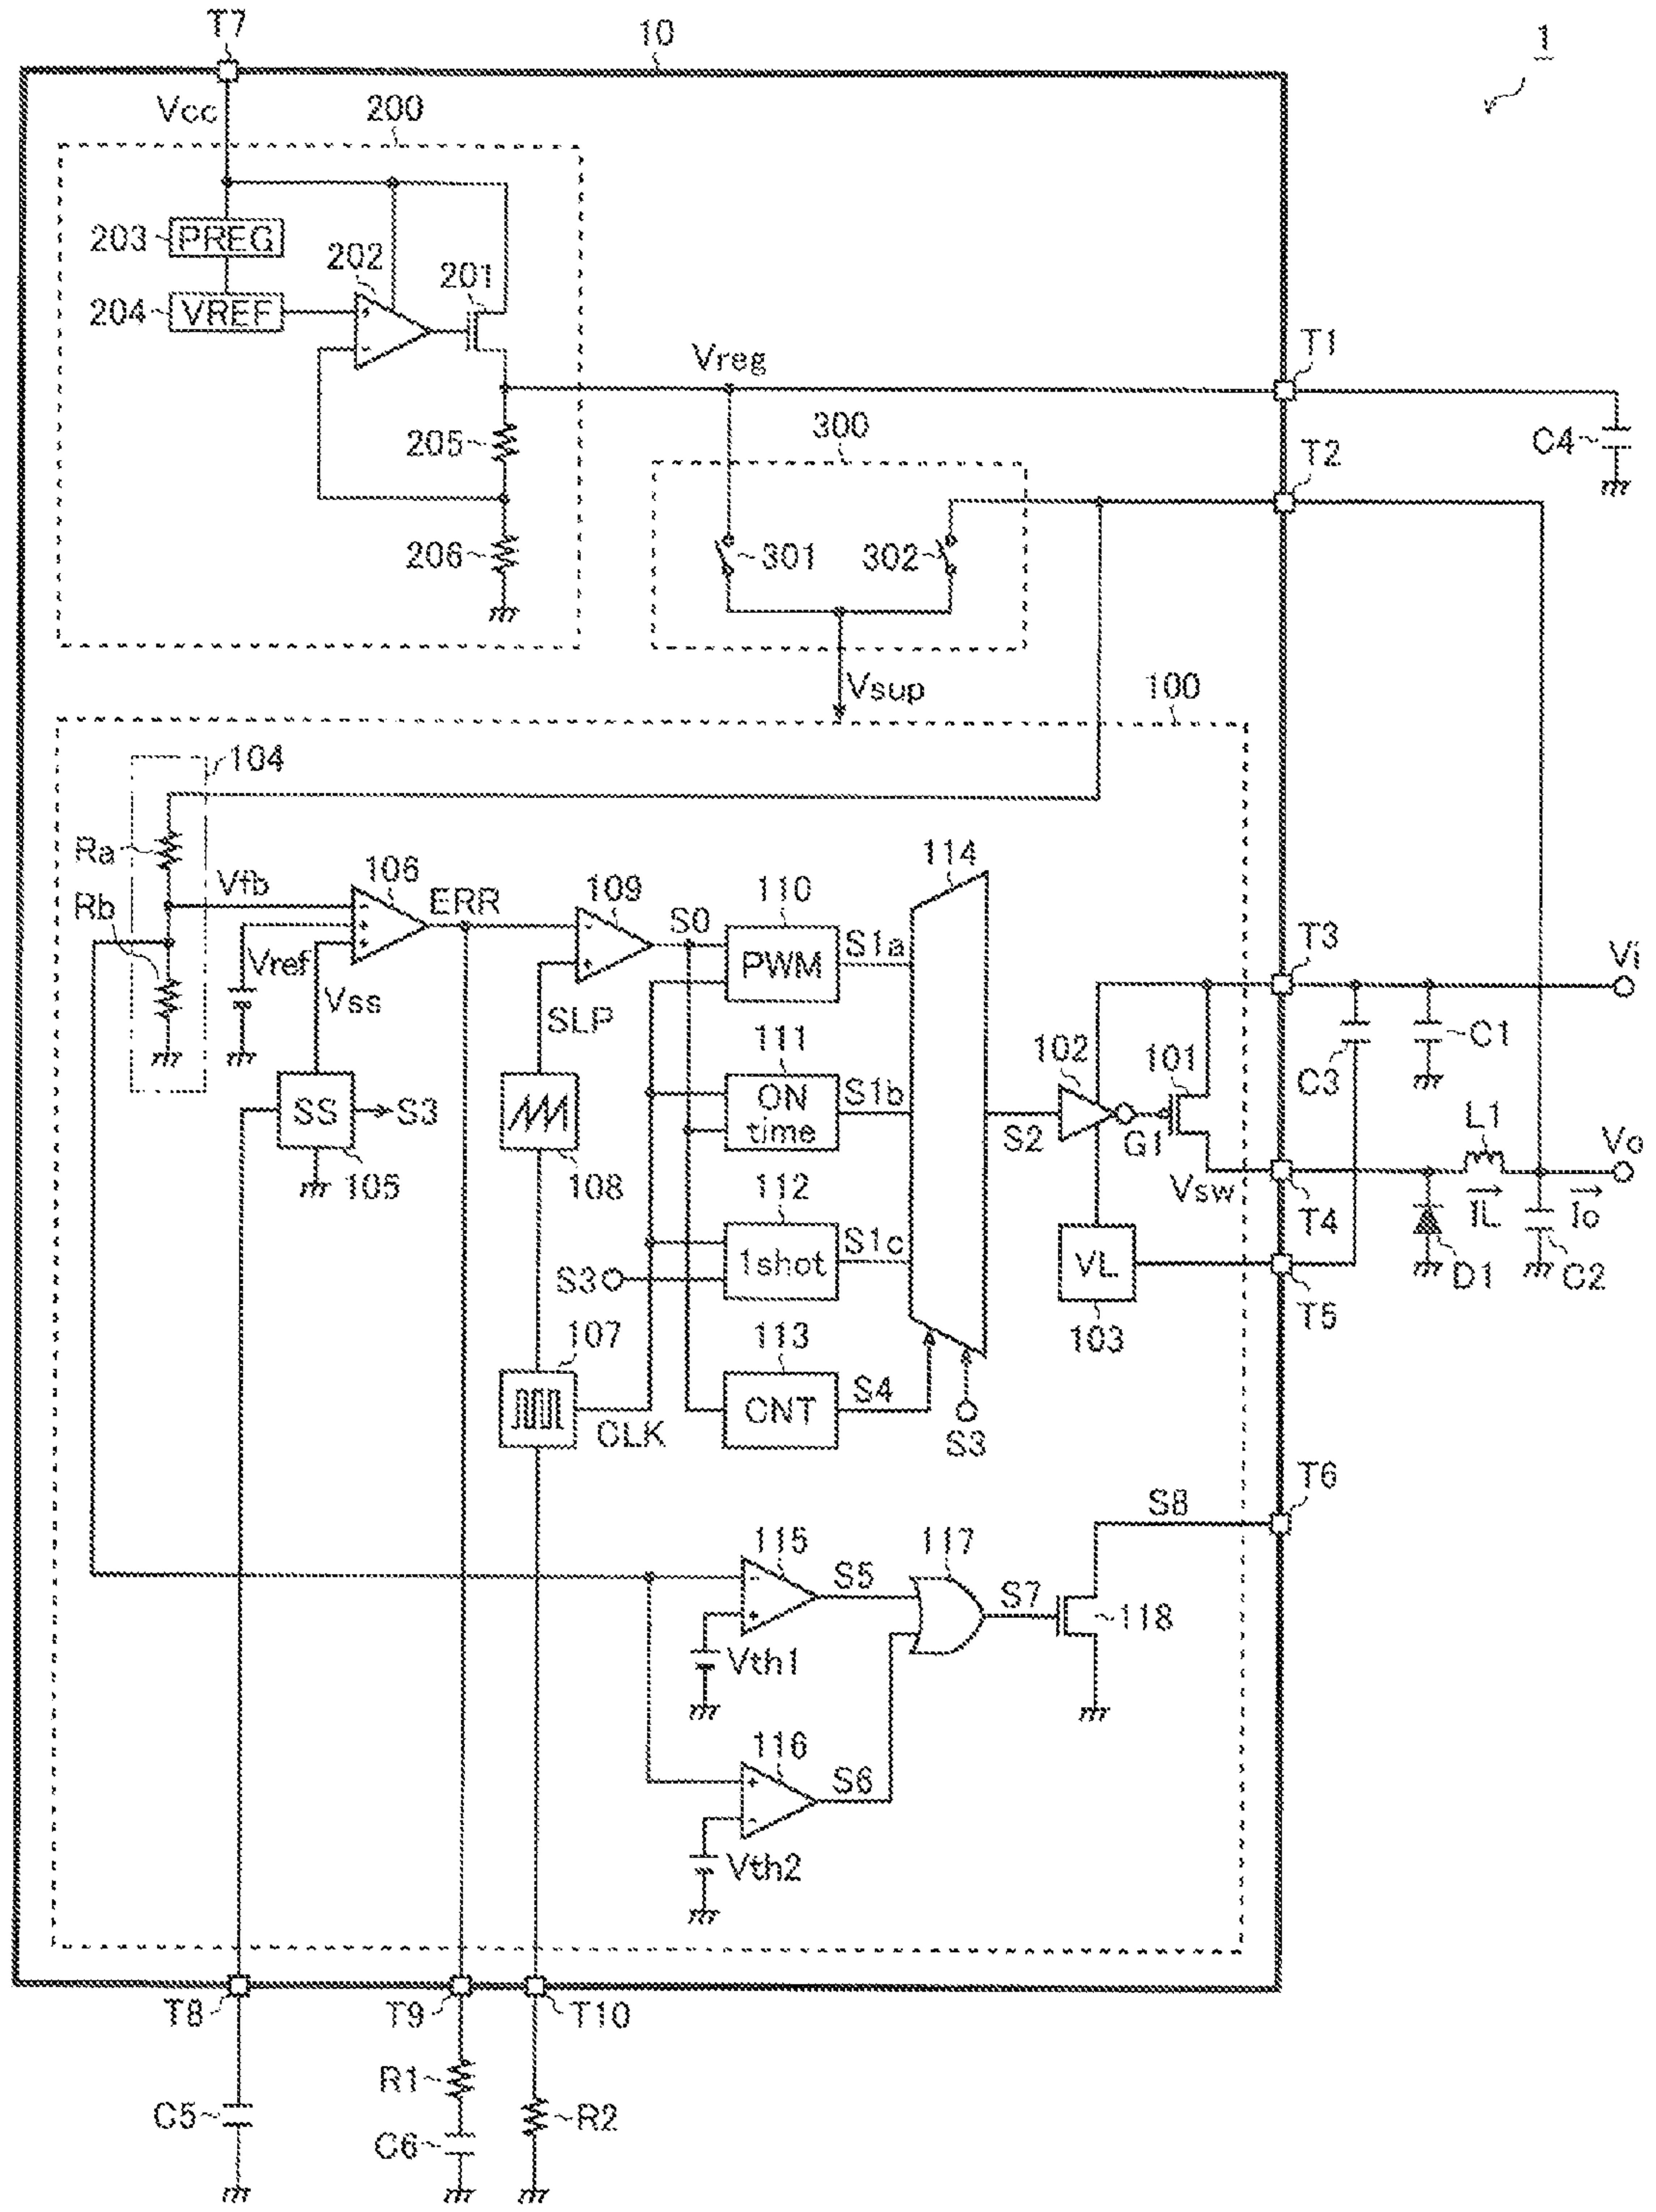 T7
10
1
Vcc
200
203
PREG
202
201
204
VREF
Vreg
T1
205
300
C4
T2
206
301
302
Vsup
100
104
Ra
Vfb
106
ERR
109
S0
110
114
Rb
PWM
S1a
T3
Vi
Vref
Vss
SLP
111
102
101
C3
C1
SS
S3
ON
time
S1b
S2
G1
L1
Vo
105
108
112
Vsw
T4
IL
Io
1shot
S1c
VL
D1
C2
S3
T5
107
113
103
CNT
S4
CLK
S3
T6
S8
115
S5
117
S7
118
Vth1
116
S6
Vth2
T8
T9
T10
R1
C5
R2
C6